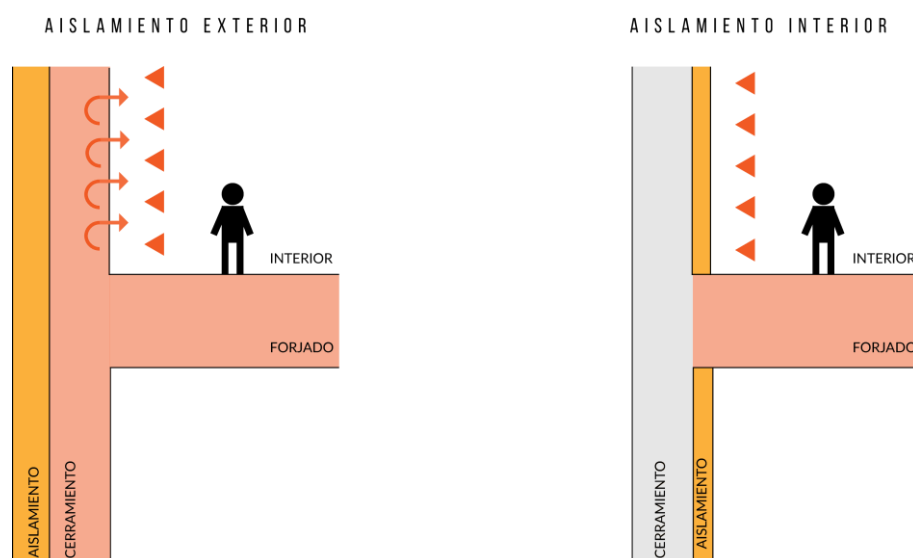 AISLAMIENTO EXTERIOR
INTERIOR
FORJADO
AISLAMIENTO
CERRAMIENTO
AISLAMIENTO INTERIOR
INTERIOR
FORJADO
CERRAMIENTO
AISLAMIENTO